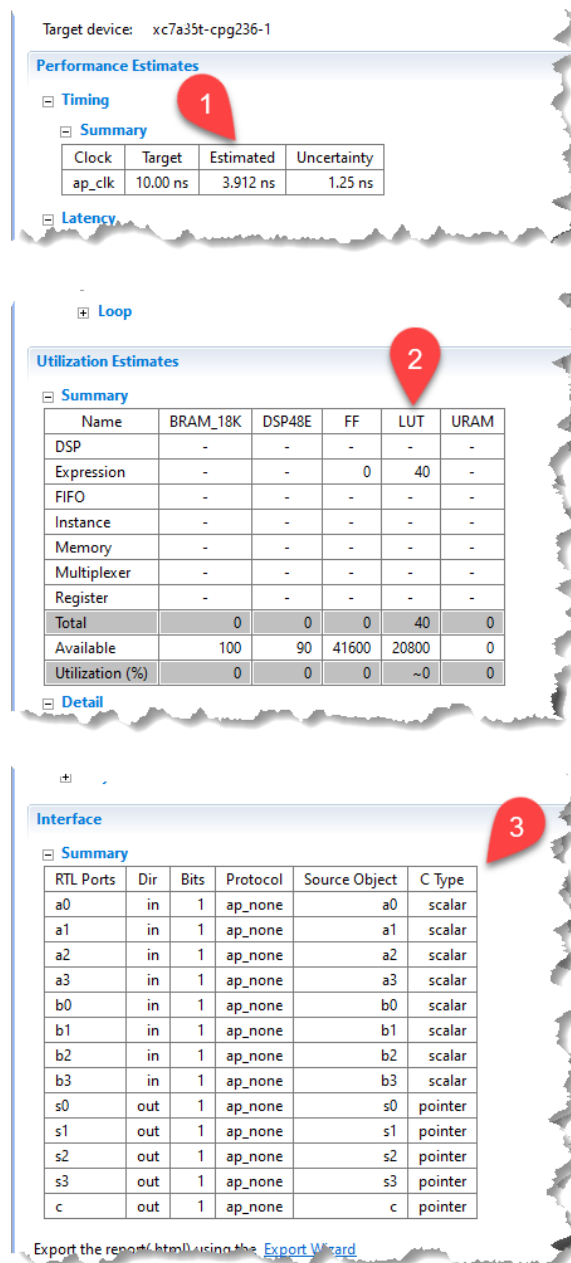 Target device: xc7a35t-cpg236-1
Performance Estimates
Timing
1
Summary
Clock Target Estimated Uncertainty
ap_clk 10.00 ns 3.912 ns 1.25 ns
Latency
Loop
Utilization Estimates
2
Summary
Name BRAM_18K DSP48E FF LUT URAM
DSP - - - - -
Expression - - 0 40 -
FIFO - - - - -
Instance - - - - -
Memory - - - - -
Multiplexer - - - - -
Register - - - - -
Total 0 0 0 40 0
Available 100 90 41600 20800 0
Utilization (%) 0 0 0 ~0 0
Detail
Interface
3
Summary
RTL Ports Dir Bits Protocol Source Object C Type
a0 in 1 ap_none a0 scalar
a1 in 1 ap_none a1 scalar
a2 in 1 ap_none a2 scalar
a3 in 1 ap_none a3 scalar
b0 in 1 ap_none b0 scalar
b1 in 1 ap_none b1 scalar
b2 in 1 ap_none b2 scalar
b3 in 1 ap_none b3 scalar
s0 out 1 ap_none s0 pointer
s1 out 1 ap_none s1 pointer
s2 out 1 ap_none s2 pointer
s3 out 1 ap_none s3 pointer
c out 1 ap_none c pointer
Export the report(.html) using the Export Wizard